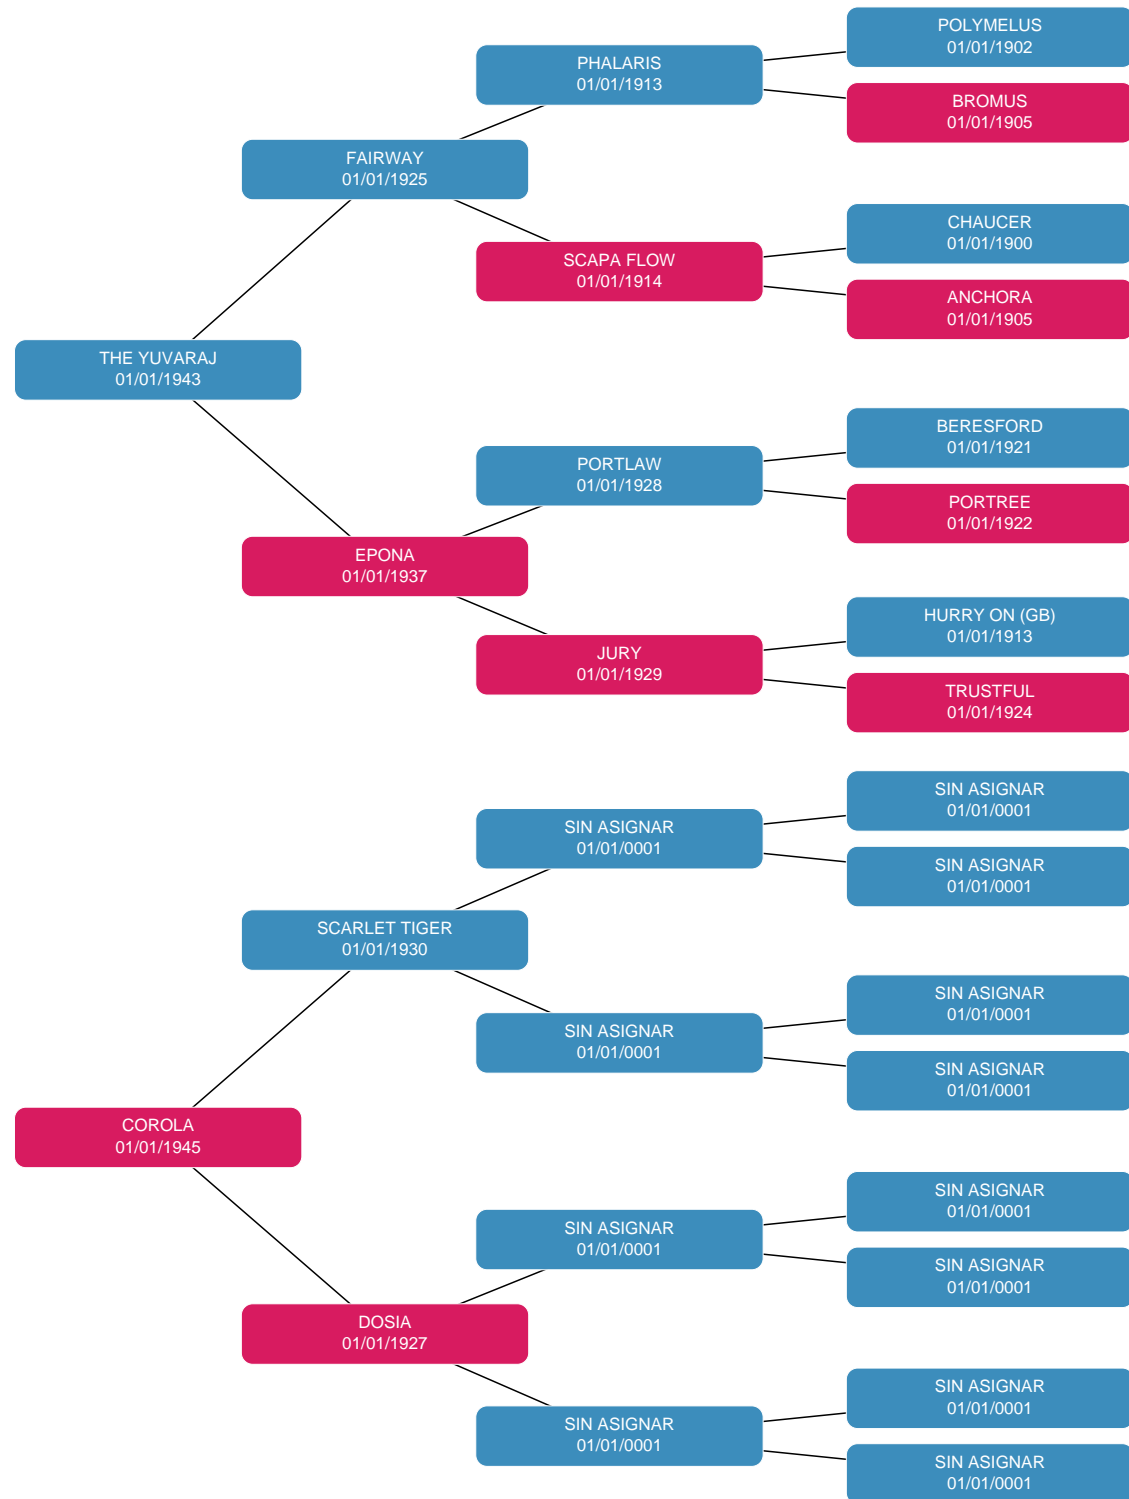 POLYMELUS
01/01/1902
PHALARIS
01/01/1913
BROMUS
01/01/1905
FAIRWAY
01/01/1925
CHAUCER
01/01/1900
SCAPA FLOW
01/01/1914
ANCHORA
01/01/1905
THE YUVARAJ
01/01/1943
BERESFORD
01/01/1921
PORTLAW
01/01/1928
PORTREE
01/01/1922
EPONA
01/01/1937
HURRY ON (GB)
01/01/1913
JURY
01/01/1929
TRUSTFUL
01/01/1924
SIN ASIGNAR
01/01/0001
SIN ASIGNAR
01/01/0001
SIN ASIGNAR
01/01/0001
SCARLET TIGER
01/01/1930
SIN ASIGNAR
01/01/0001
SIN ASIGNAR
01/01/0001
SIN ASIGNAR
01/01/0001
COROLA
01/01/1945
SIN ASIGNAR
01/01/0001
SIN ASIGNAR
01/01/0001
SIN ASIGNAR
01/01/0001
DOSIA
01/01/1927
SIN ASIGNAR
01/01/0001
SIN ASIGNAR
01/01/0001
SIN ASIGNAR
01/01/0001